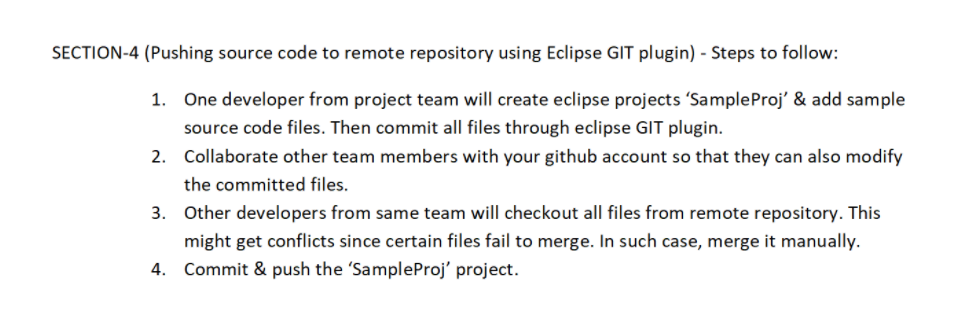 SECTION-4 (Pushing source code to remote repository using Eclipse GIT plugin) - Steps to follow:
1. One developer from project team will create eclipse projects ‘SampleProj’ & add sample
source code files. Then commit all files through eclipse GIT plugin.
2. Collaborate other team members with your github account so that they can also modify
the committed files.
3. Other developers from same team will checkout all files from remote repository. This
might get conflicts since certain files fail to merge. In such case, merge it manually.
4. Commit & push the ‘SampleProj’ project.